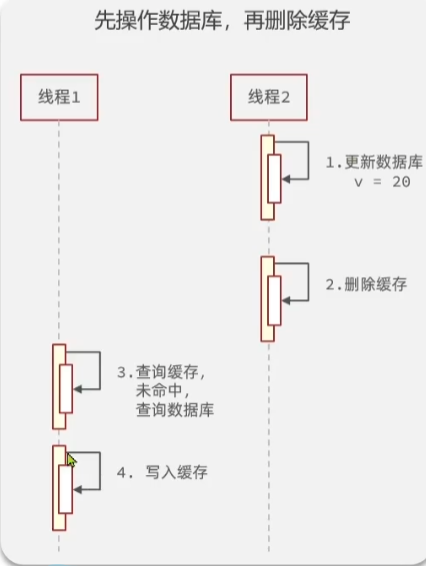 先操作数据库，再删除缓存
线程1
线程2
1.更新数据库
v = 20
2.删除缓存
3.查询缓存，
未命中，
查询数据库
4. 写入缓存